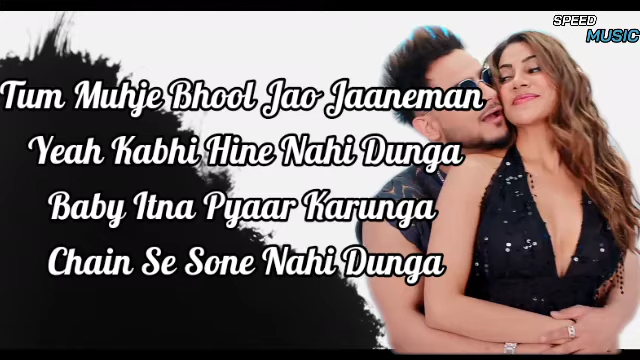 SPEED
MUSIC
Tum Muhje Bhool Jao Jaaneman
Yeah Kabhi Hine Nahi Dunga
Baby Itna Pyaar Karunga
Chain Se Sone Nahi Dunga